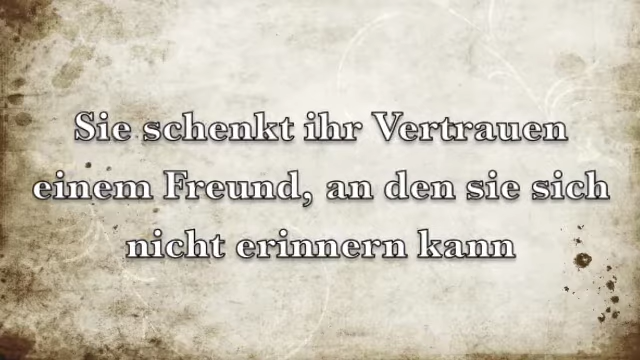 Sie schenkt ihr Vertrauen
einem Freund, an den sie sich
nicht erinnern kann